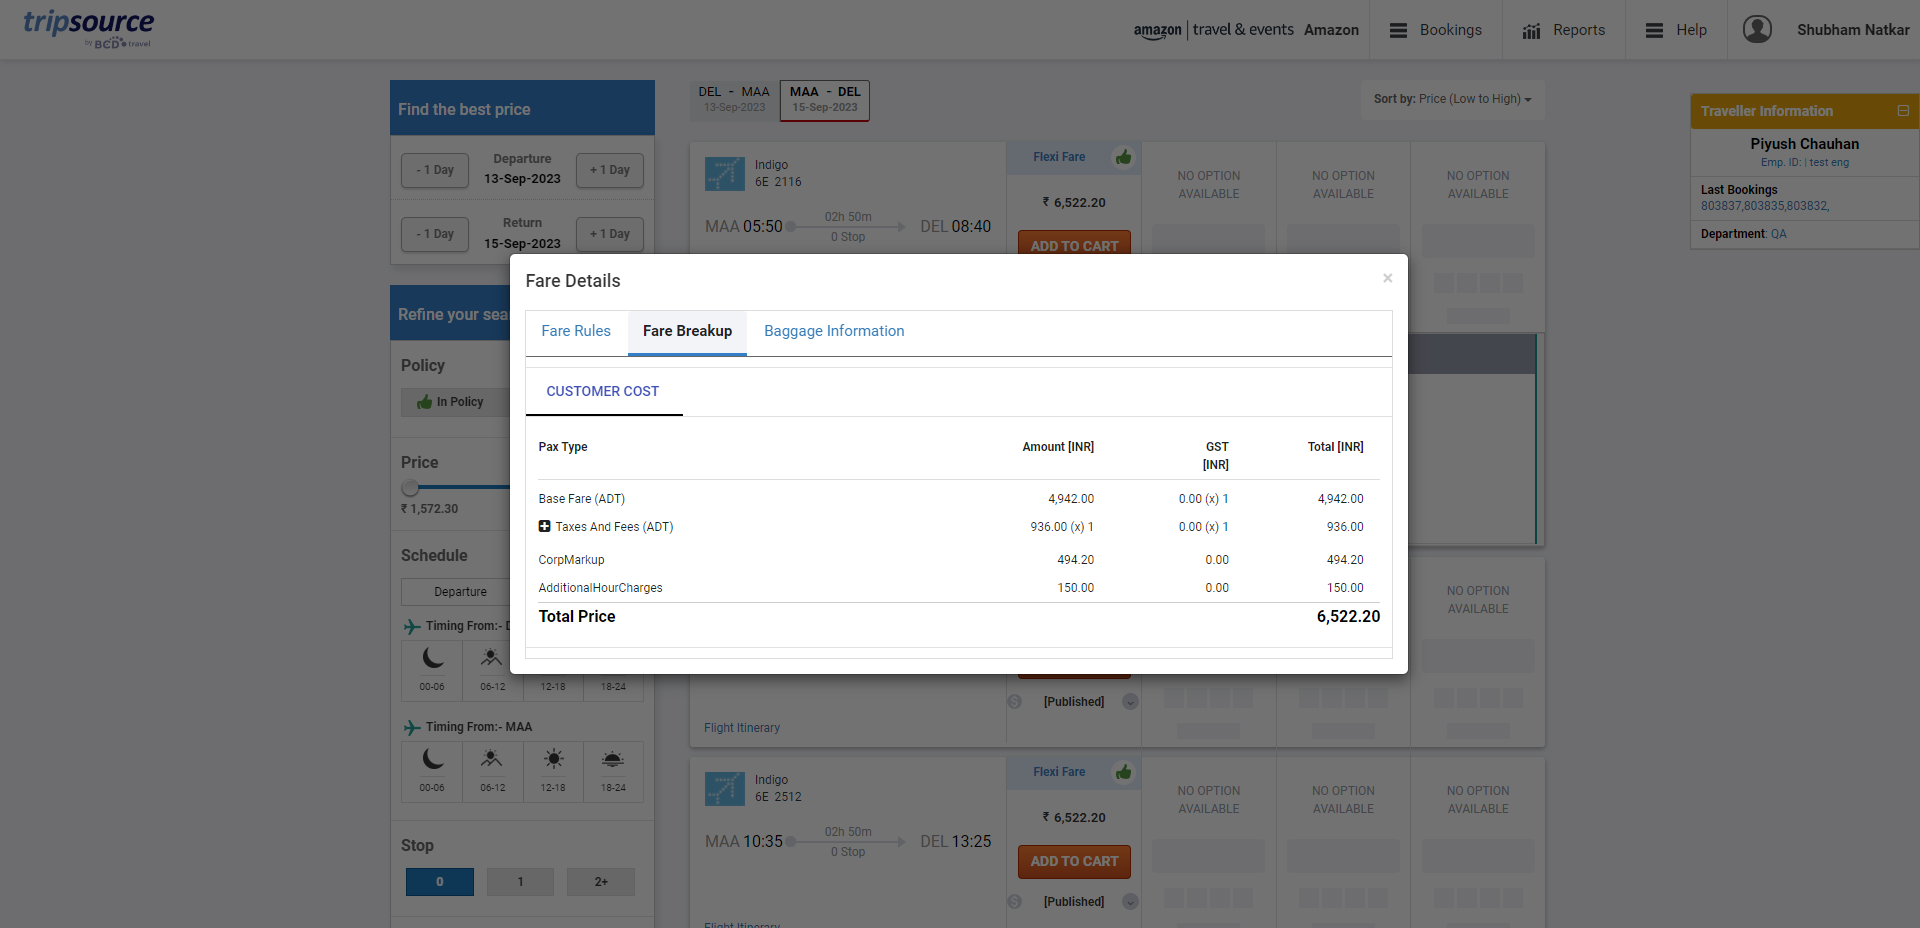 tripsource
by BCD travel
amazon | travel & events Amazon
Bookings
Reports
Help
Shubham Natkar
Find the best price
- 1 Day
Departure
13-Sep-2023
+ 1 Day
- 1 Day
Return
15-Sep-2023
+ 1 Day
Refine your sea
Policy
In Policy
Price
₹ 1,572.30
Schedule
Departure
Timing From:- D
00-06
06-12
12-18
18-24
Timing From:- MAA
00-06
06-12
12-18
18-24
Stop
0
1
2+
DEL - MAA
13-Sep-2023
MAA - DEL
15-Sep-2023
Sort by: Price (Low to High)
Indigo
6E 2116
MAA 05:50
02h 50m
0 Stop
DEL 08:40
Flexi Fare
₹ 6,522.20
ADD TO CART
NO OPTION
AVAILABLE
NO OPTION
AVAILABLE
NO OPTION
AVAILABLE
Traveller Information
Piyush Chauhan
Emp. ID: | test eng
Last Bookings
803837,803835,803832,
Department: QA
Fare Details
×
Fare Rules
Fare Breakup
Baggage Information
CUSTOMER COST
Pax Type Amount [INR] GST [INR] Total [INR]
Base Fare (ADT) 4,942.00 0.00 (x) 1 4,942.00
Taxes And Fees (ADT) 936.00 (x) 1 0.00 (x) 1 936.00
CorpMarkup 494.20 0.00 494.20
AdditionalHourCharges 150.00 0.00 150.00
Total Price 6,522.20
NO OPTION
AVAILABLE
[Published]
Flight Itinerary
Indigo
6E 2512
MAA 10:35
02h 50m
0 Stop
DEL 13:25
Flexi Fare
₹ 6,522.20
ADD TO CART
[Published]
NO OPTION
AVAILABLE
NO OPTION
AVAILABLE
NO OPTION
AVAILABLE
Flight Itinerary